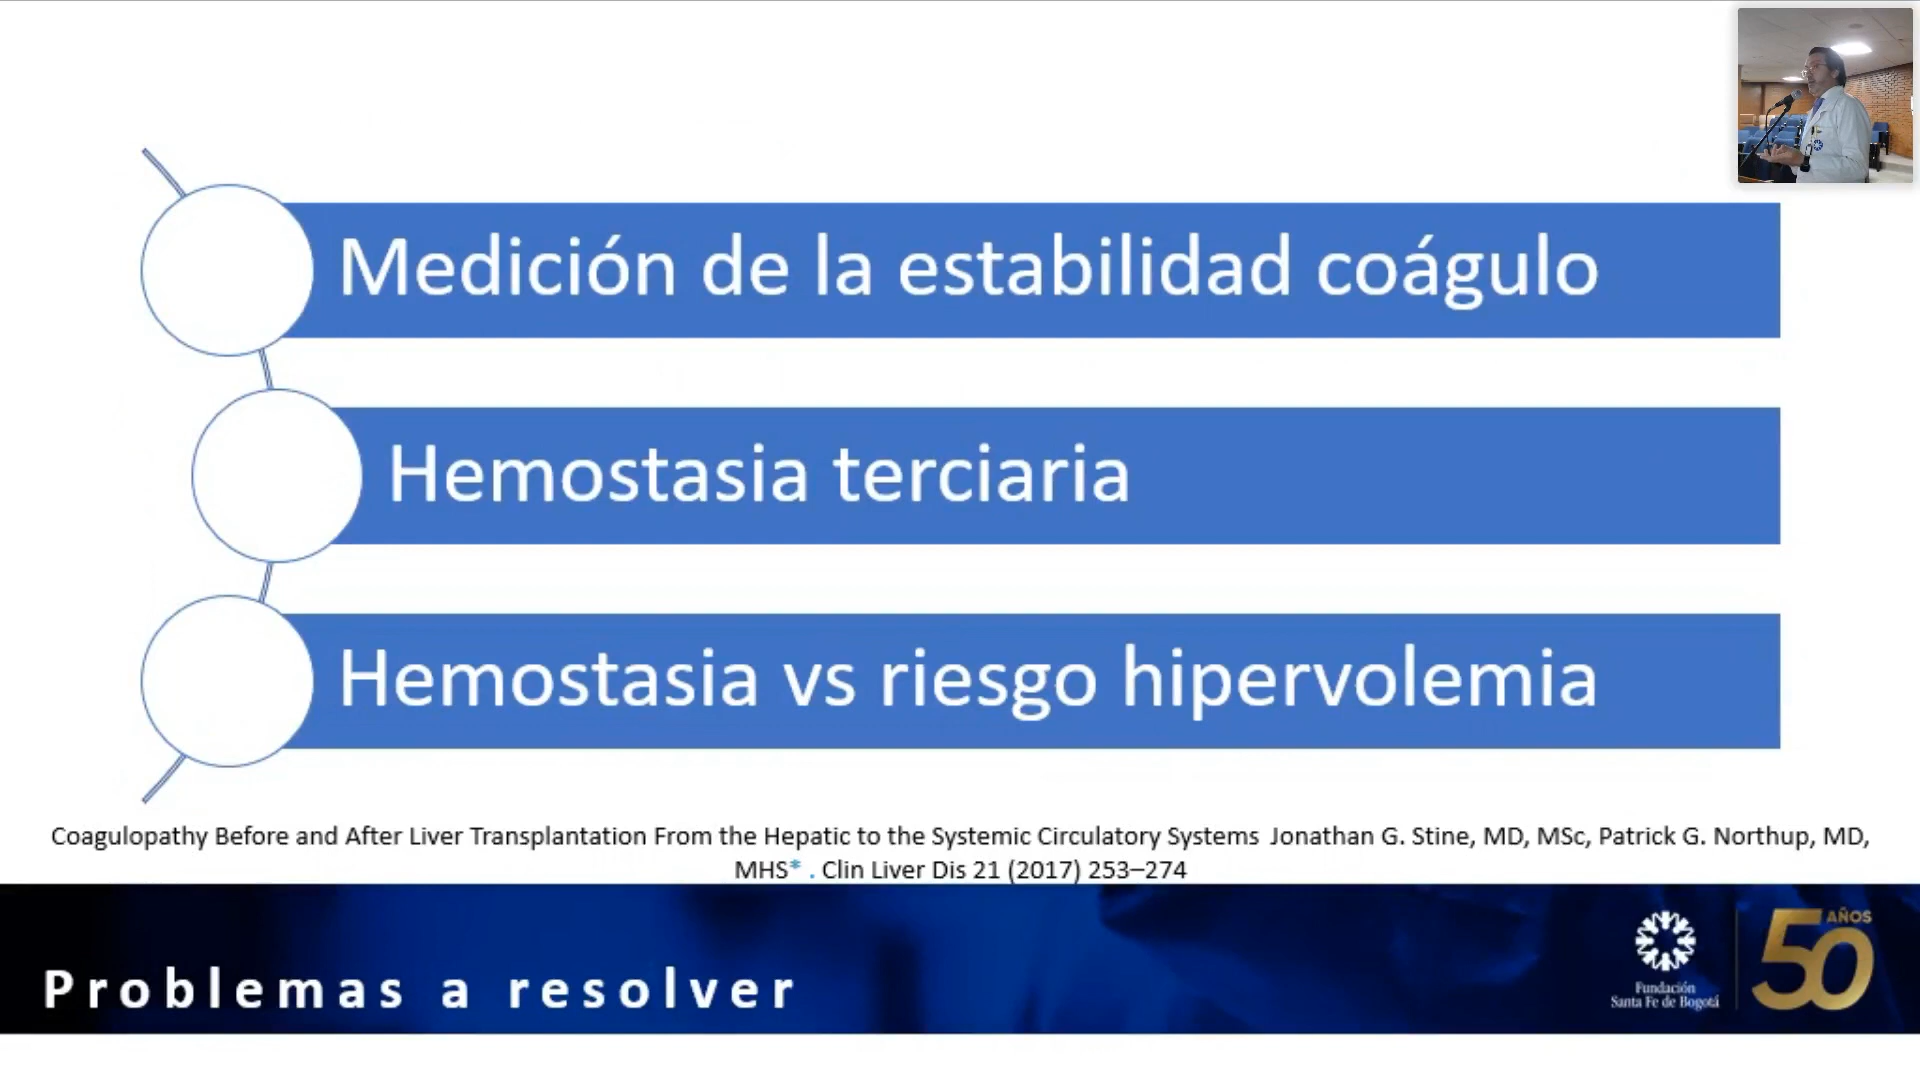 Medición de la estabilidad coágulo
Hemostasia terciaria
Hemostasia vs riesgo hipervolemia
Coagulopathy Before and After Liver Transplantation From the Hepatic to the Systemic Circulatory Systems Jonathan G. Stine, MD, MSc, Patrick G. Northup, MD,
MHS* . Clin Liver Dis 21 (2017) 253–274
Problemas a resolver
Fundación
Santa Fe de Bogotá
50 AÑOS